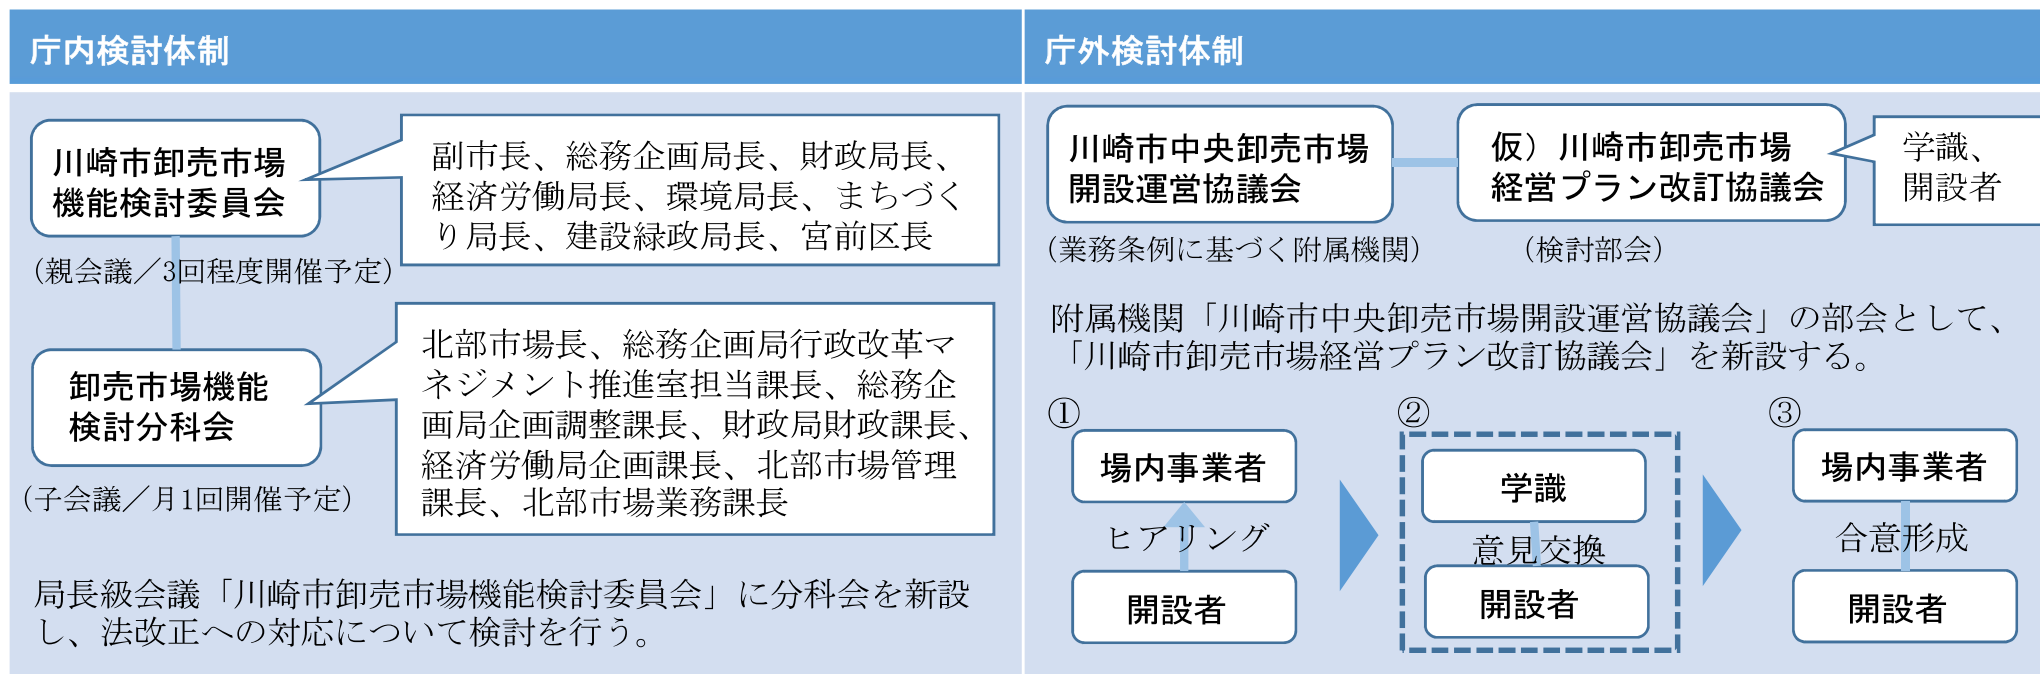 庁内検討体制
川崎市卸売市場
機能検討委員会
副市長、総務企画局長、財政局長、
経済労働局長、環境局長、まちづく
り局長、建設緑政局長、宮前区長
（親会議／3回程度開催予定）
卸売市場機能
検討分科会
北部市場長、総務企画局行政改革マ
ネジメント推進室担当課長、総務企
画局企画調整課長、財政局財政課長、
経済労働局企画課長、北部市場管理
課長、北部市場業務課長
（子会議／月1回開催予定）
局長級会議「川崎市卸売市場機能検討委員会」に分科会を新設
し、法改正への対応について検討を行う。
庁外検討体制
川崎市中央卸売市場
開設運営協議会
仮）川崎市卸売市場
経営プラン改訂協議会
学識、
開設者
（業務条例に基づく附属機関）
（検討部会）
附属機関「川崎市中央卸売市場開設運営協議会」の部会として、
「川崎市卸売市場経営プラン改訂協議会」を新設する。
①
場内事業者
ヒアリング
開設者
②
学識
意見交換
開設者
③
場内事業者
合意形成
開設者